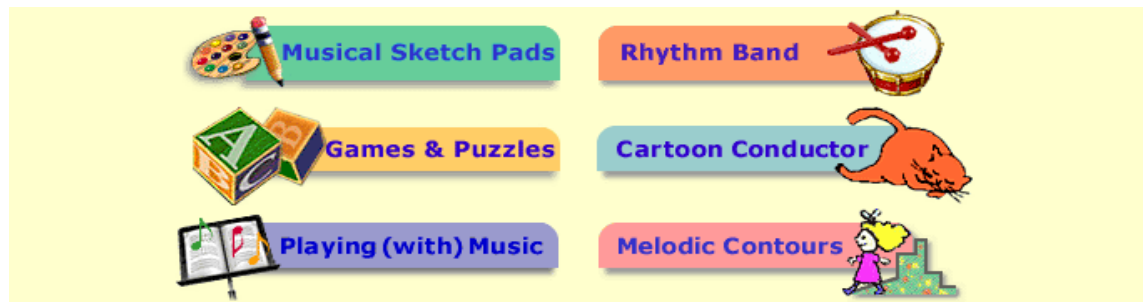 Musical Sketch Pads
Rhythm Band
A B C B
Games & Puzzles
Cartoon Conductor
Playing (with) Music
Melodic Contours